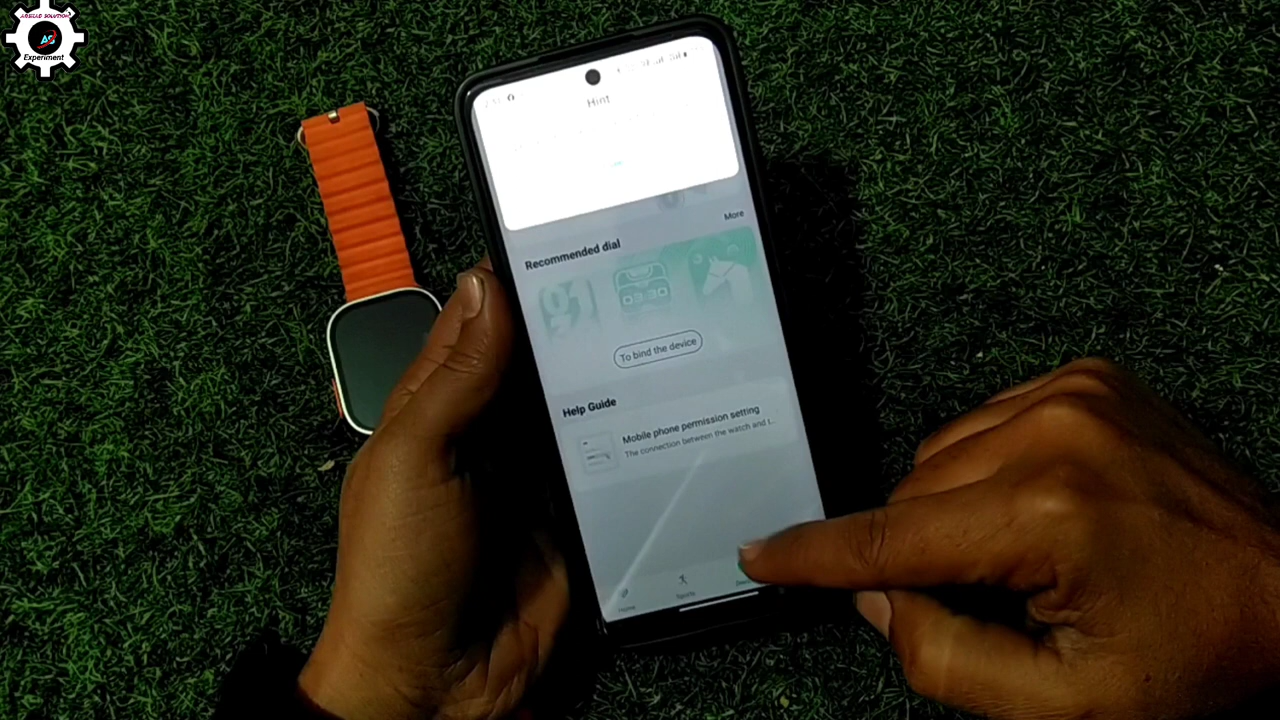 AS
Experiment
Hint
More
Recommended dial
03:30
To bind the device
Help Guide
Mobile phone permission setting
The connection between the watch and t...
Home
Sports